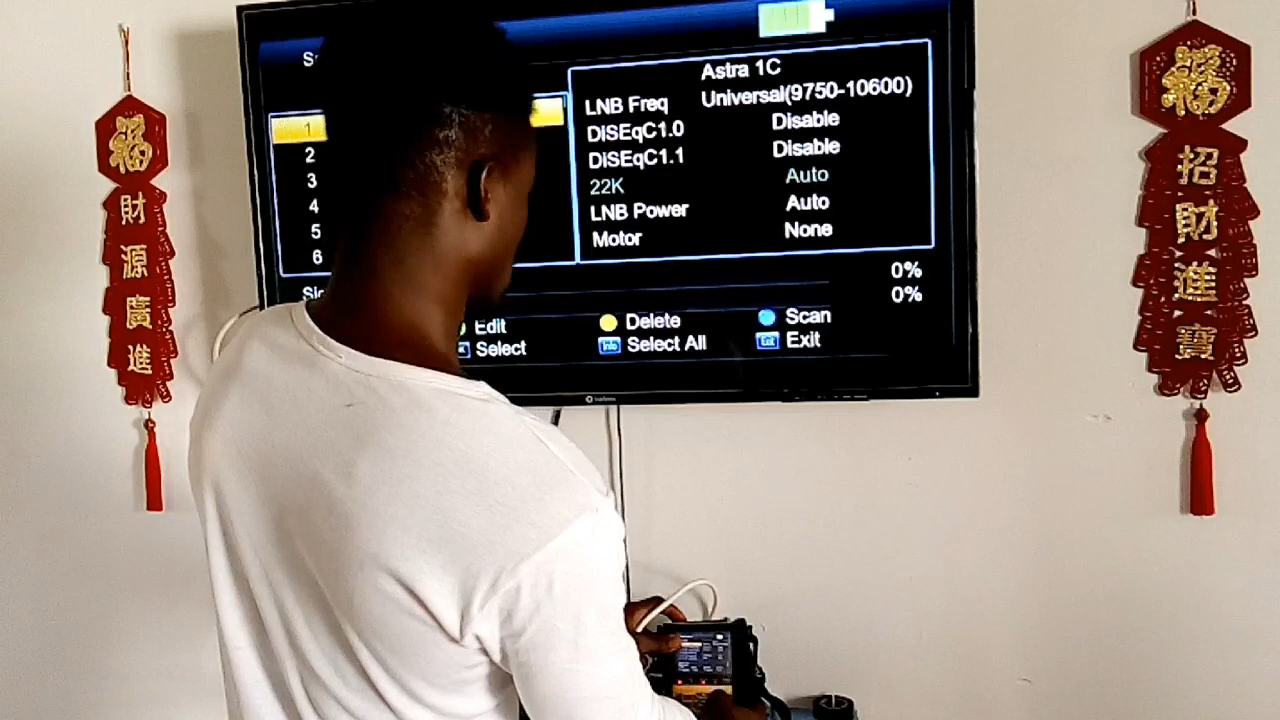 福
財
源
廣
進
1
2
3
4
5
6
Astra 1C
LNB Freq Universal(9750-10600)
DiSEqC1.0 Disable
DiSEqC1.1 Disable
22K Auto
LNB Power Auto
Motor None
0%
0%
Edit Delete Scan
Select Info Select All Exit Exit
福
招
財
進
寶